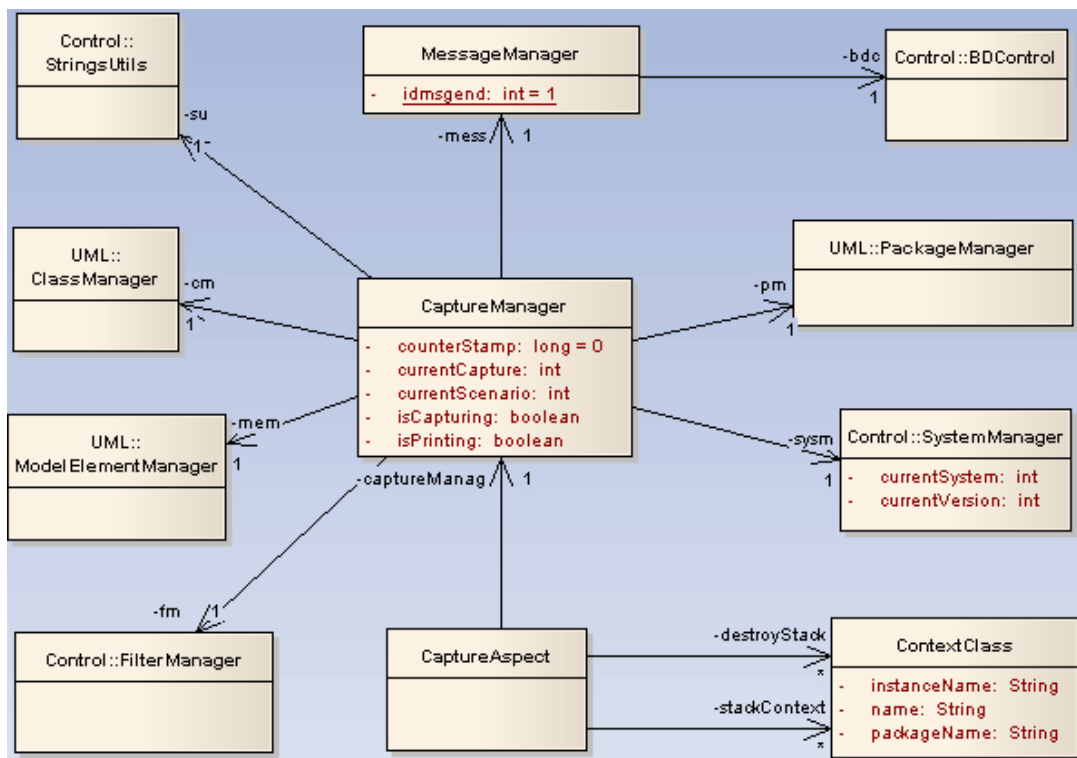 Control::
StringsUtils
MessageManager
- idmsgend: int = 1
Control::BDControl
-bdc
1
-su
1
-mess
1
UML::
ClassManager
-cm
1
UML::PackageManager
-pm
1
CaptureManager
- counterStamp: long = 0
- currentCapture: int
- currentScenario: int
- isCapturing: boolean
- isPrinting: boolean
UML::
ModelElementManager
-mem
1
Control::SystemManager
- currentSystem: int
- currentVersion: int
-sysm
1
-captureManag
1
-fm
1
Control::FilterManager
CaptureAspect
-destroyStack
*
-stackContext
*
ContextClass
- instanceName: String
- name: String
- packageName: String